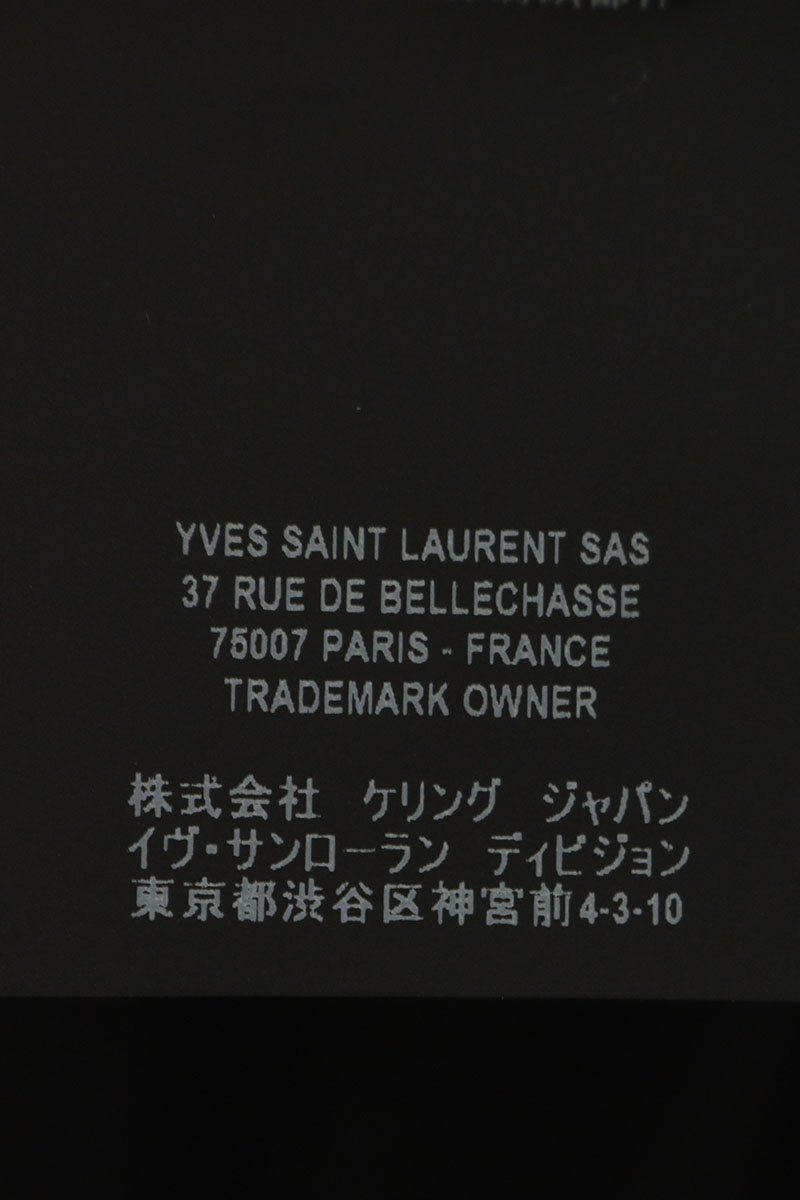 YVES SAINT LAURENT SAS
37 RUE DE BELLECHASSE
75007 PARIS - FRANCE
TRADEMARK OWNER
株式会社 ケリング ジャパン
イヴ・サンローラン ディビジョン
東京都渋谷区神宮前4-3-10